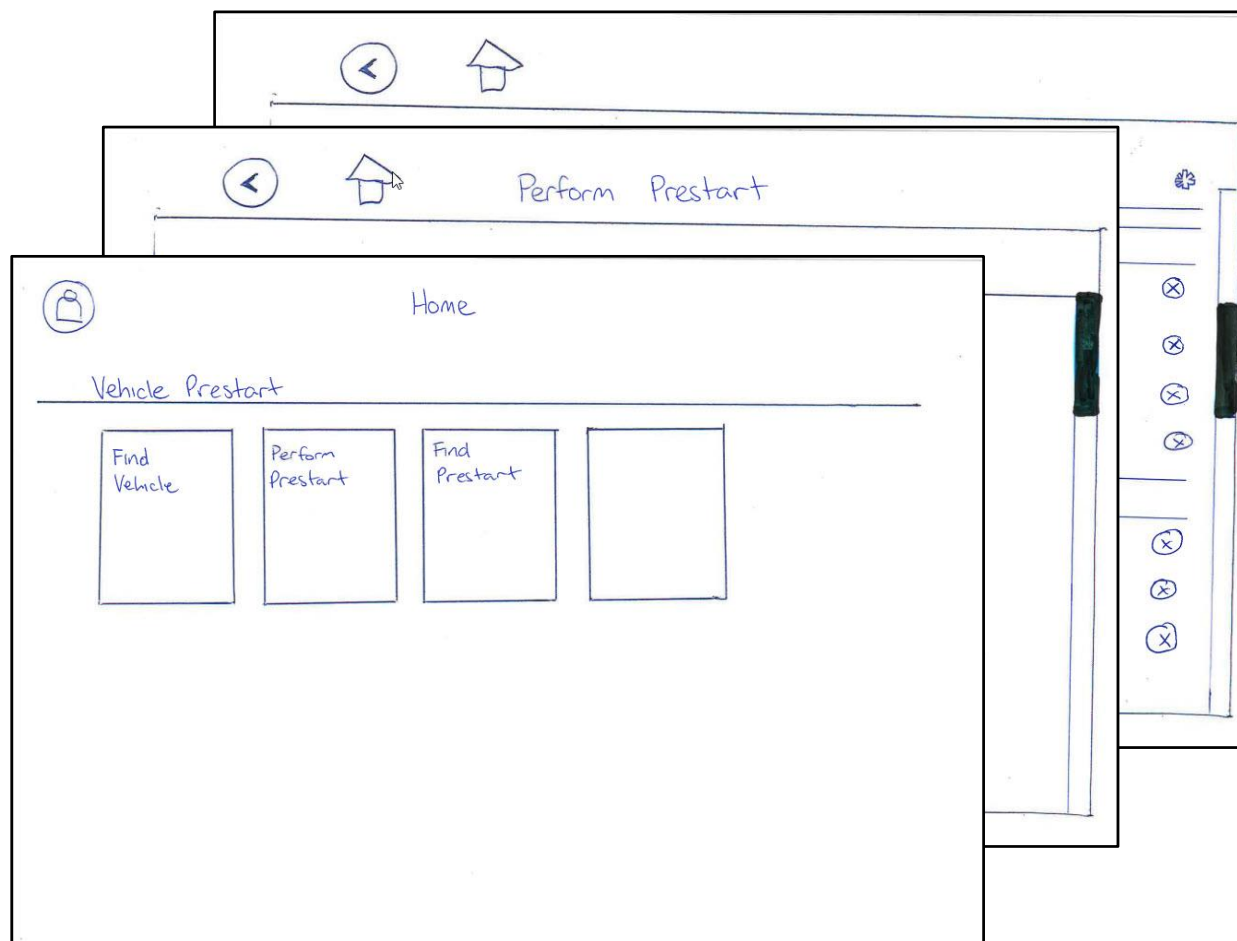 Perform Prestart
Home
Vehicle Prestart
Find
Vehicle
Perform
Prestart
Find
Prestart